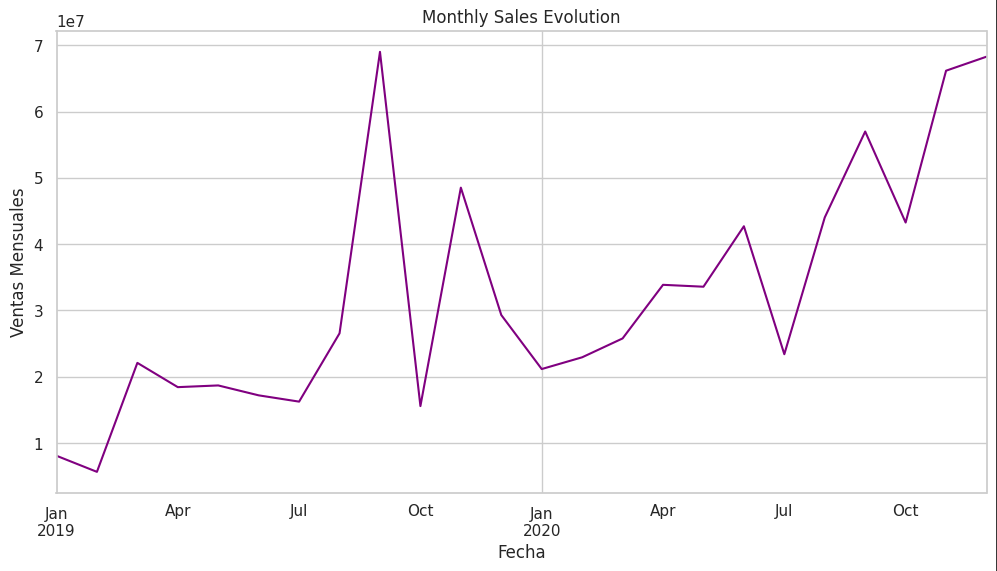 Monthly Sales Evolution
1e7
7
6
5
4
3
2
1
Ventas Mensuales
Jan
2019
Apr
Jul
Oct
Jan
2020
Apr
Jul
Oct
Fecha